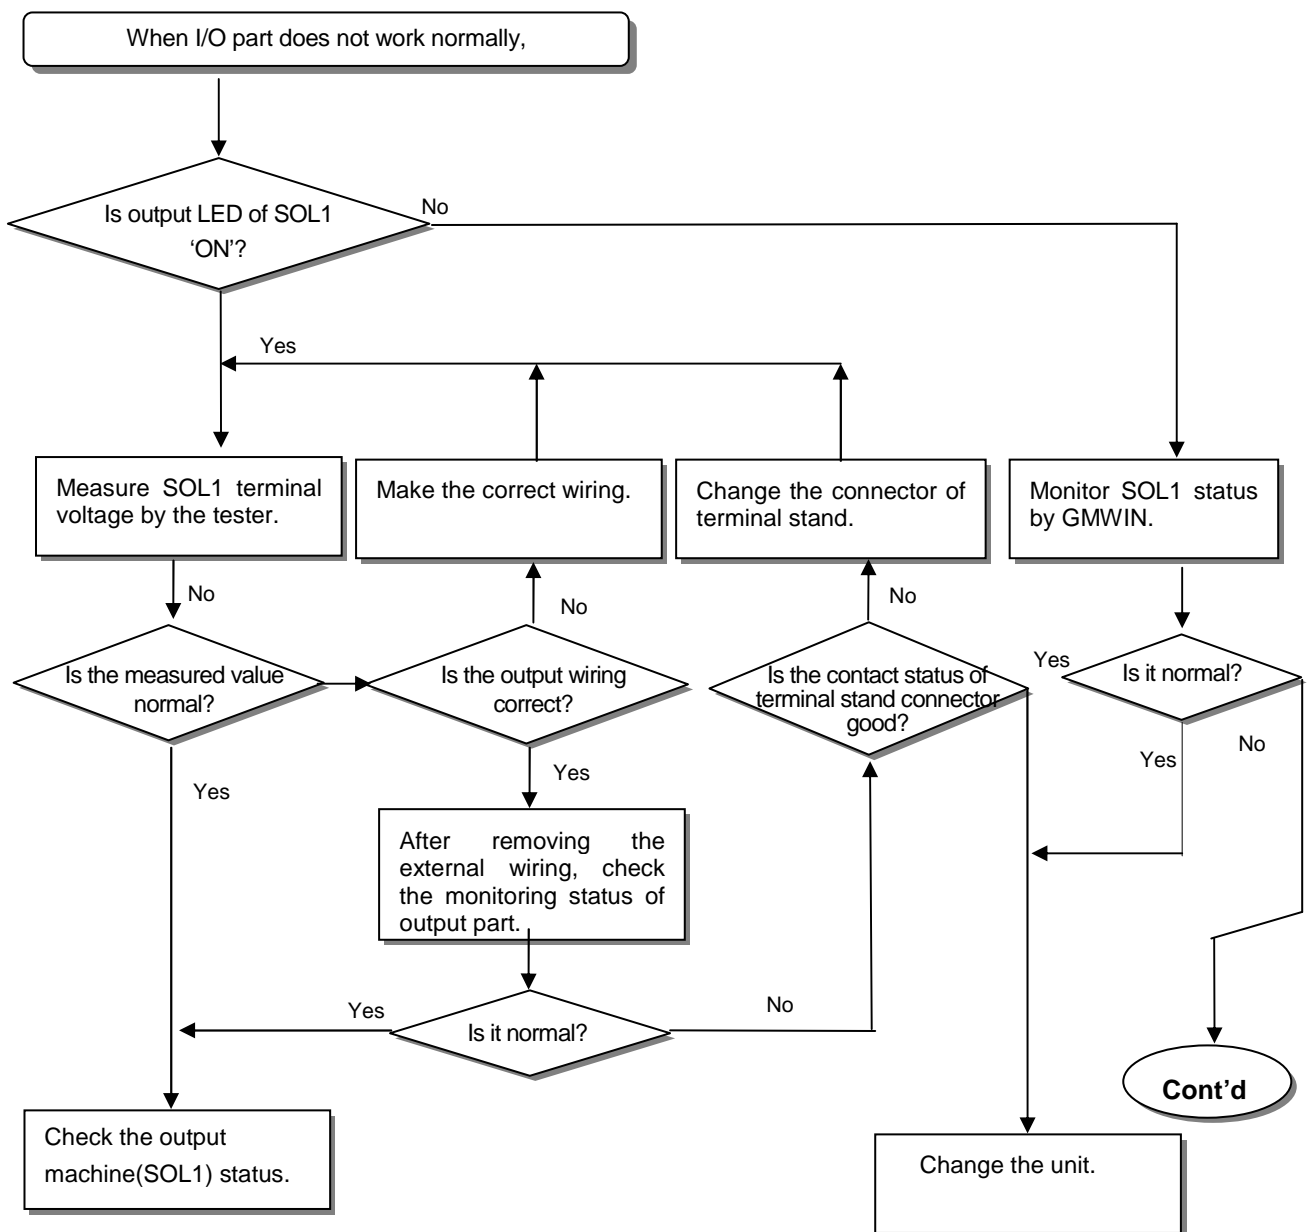 When I/O part does not work normally,
Is output LED of SOL1
‘ON’?
No
Yes
Measure SOL1 terminal
voltage by the tester.
Make the correct wiring.
Change the connector of
terminal stand.
Monitor SOL1 status
by GMWIN.
No
No
No
Is the measured value
normal?
Is the output wiring
correct?
Is the contact status of
terminal stand connector
good?
Yes
Is it normal?
Yes
No
Yes
Yes
After removing the
external wiring, check
the monitoring status of
output part.
Yes
Is it normal?
No
Cont’d
Check the output
machine(SOL1) status.
Change the unit.